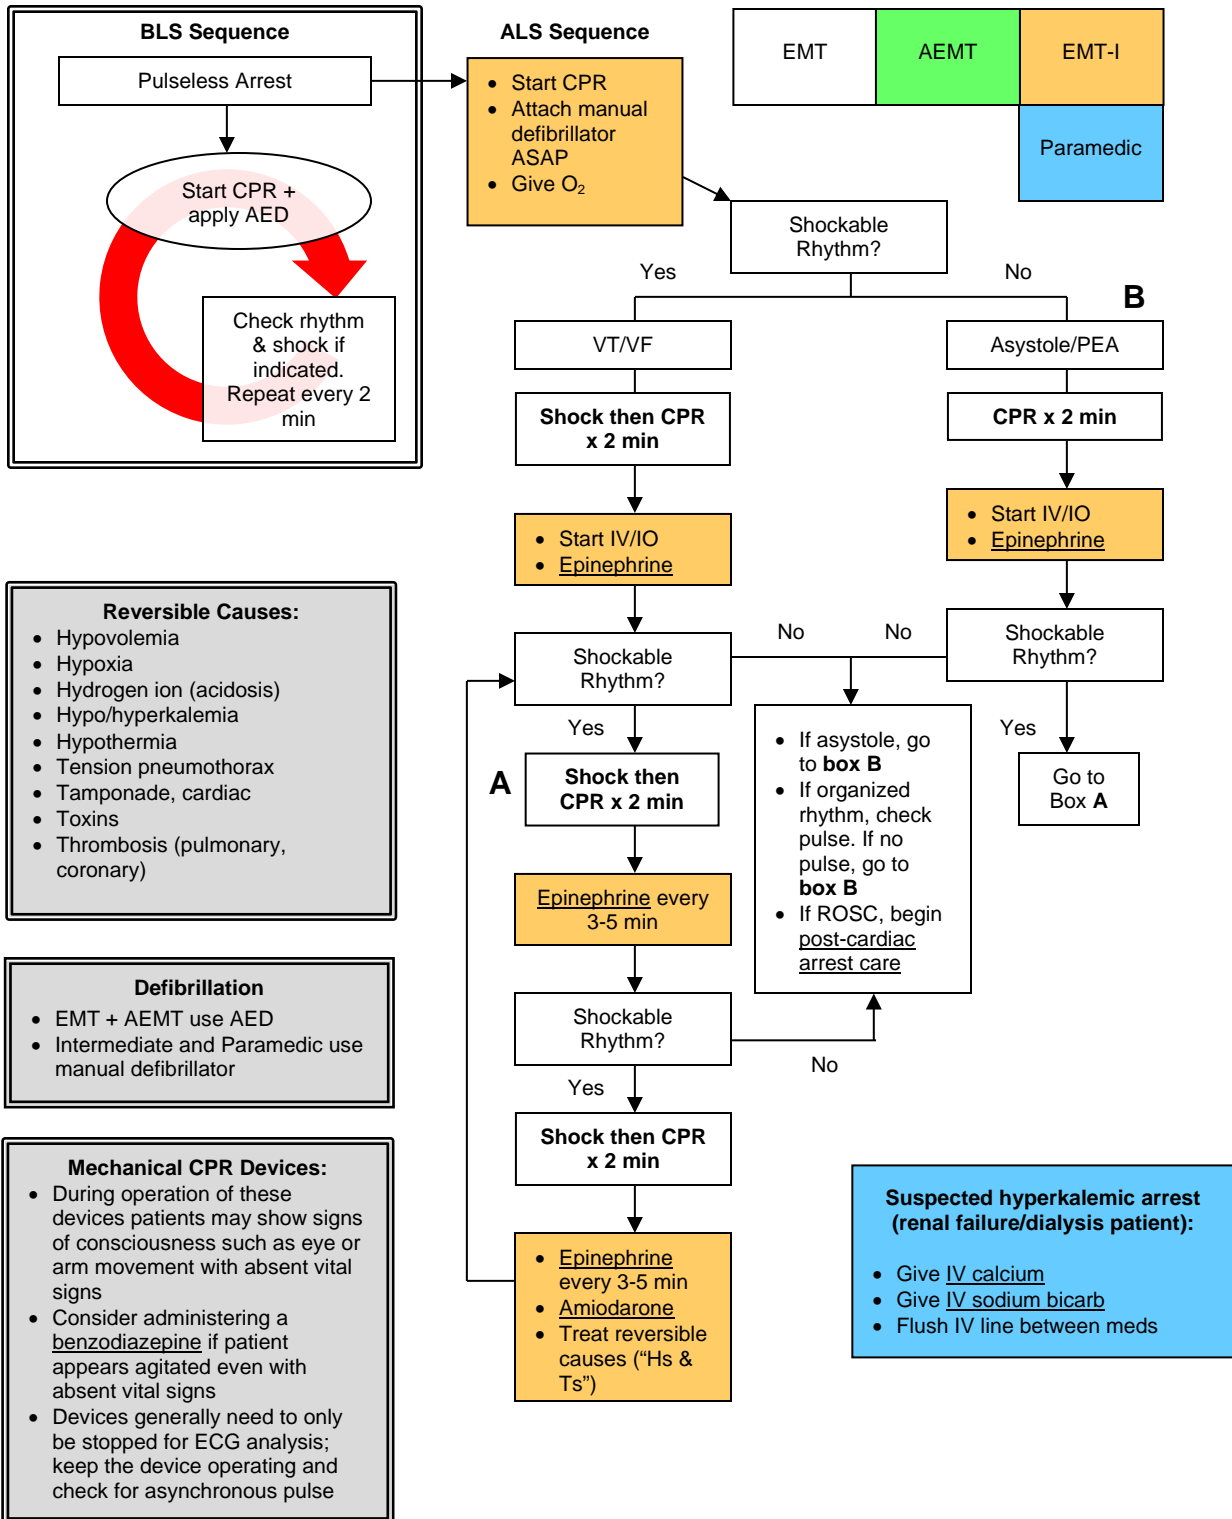 BLS Sequence
Pulseless Arrest
Start CPR +
apply AED
Check rhythm
& shock if
indicated.
Repeat every 2
min
ALS Sequence
• Start CPR
• Attach manual
defibrillator
ASAP
• Give O₂
EMT
AEMT
EMT-I
Paramedic
Shockable
Rhythm?
Yes
No
B
VT/VF
Asystole/PEA
Shock then CPR
x 2 min
CPR x 2 min
• Start IV/IO
• Epinephrine
• Start IV/IO
• Epinephrine
Shockable
Rhythm?
No
No
Shockable
Rhythm?
Yes
Yes
A
Shock then
CPR x 2 min
• If asystole, go
to box B
• If organized
rhythm, check
pulse. If no
pulse, go to
box B
• If ROSC, begin
post-cardiac
arrest care
Go to
Box A
Epinephrine every
3-5 min
Shockable
Rhythm?
No
Yes
Shock then CPR
x 2 min
• Epinephrine
every 3-5 min
• Amiodarone
• Treat reversible
causes (“Hs &
Ts”)
Reversible Causes:
• Hypovolemia
• Hypoxia
• Hydrogen ion (acidosis)
• Hypo/hyperkalemia
• Hypothermia
• Tension pneumothorax
• Tamponade, cardiac
• Toxins
• Thrombosis (pulmonary,
coronary)
Defibrillation
• EMT + AEMT use AED
• Intermediate and Paramedic use
manual defibrillator
Mechanical CPR Devices:
• During operation of these
devices patients may show signs
of consciousness such as eye or
arm movement with absent vital
signs
• Consider administering a
benzodiazepine if patient
appears agitated even with
absent vital signs
• Devices generally need to only
be stopped for ECG analysis;
keep the device operating and
check for asynchronous pulse
Suspected hyperkalemic arrest
(renal failure/dialysis patient):
• Give IV calcium
• Give IV sodium bicarb
• Flush IV line between meds